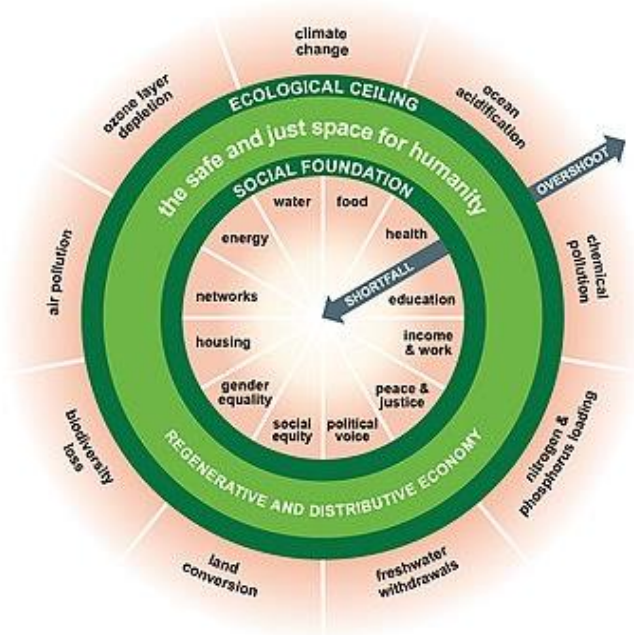 climate
change
ocean
acidification
chemical
pollution
nitrogen &
phosphorus loading
freshwater
withdrawals
land
conversion
biodiversity
loss
air pollution
ozone layer
depletion
OVERSHOOT
ECOLOGICAL CEILING
the safe and just space for humanity
SOCIAL FOUNDATION
water
food
health
SHORTFALL
education
income
& work
peace &
justice
political
voice
social
equity
gender
equality
housing
networks
energy
REGENERATIVE AND DISTRIBUTIVE ECONOMY